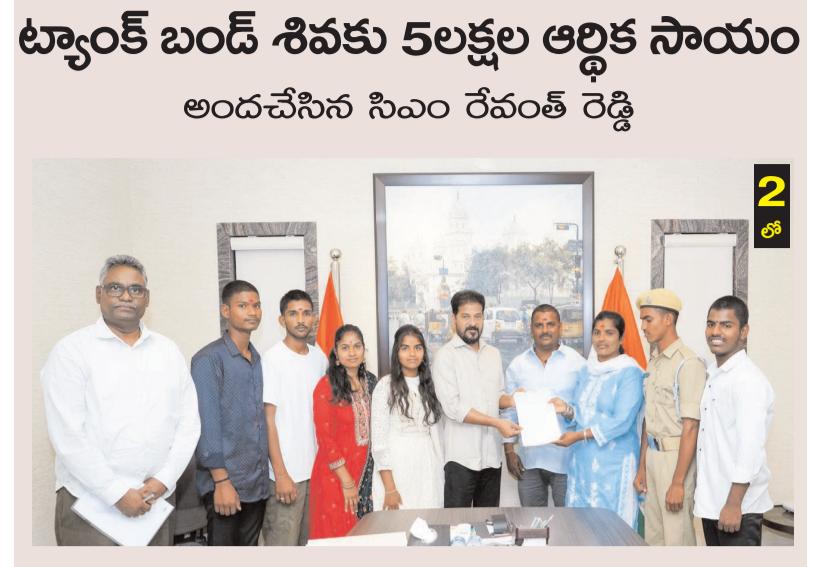 ట్యాంక్ బండ్ శివకు 5లక్షల ఆర్థిక సాయం
అందచేసిన సిఎం రేవంత్ రెడ్డి
2
లో